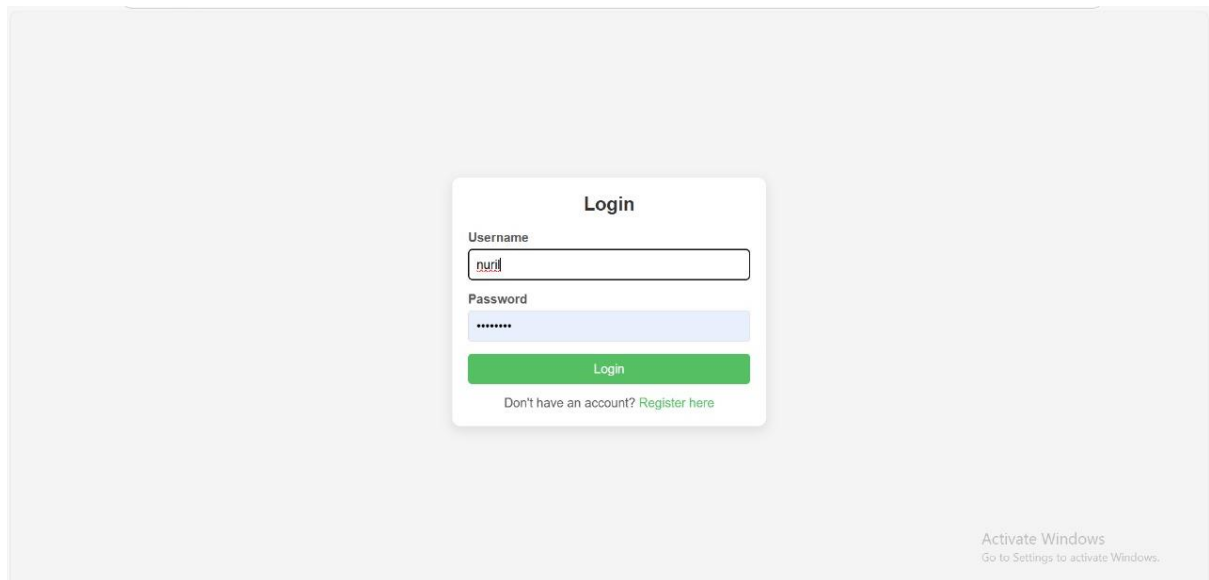 Login
Username
nuril
Password
••••••••
Login
Don't have an account? Register here
Activate Windows
Go to Settings to activate Windows.